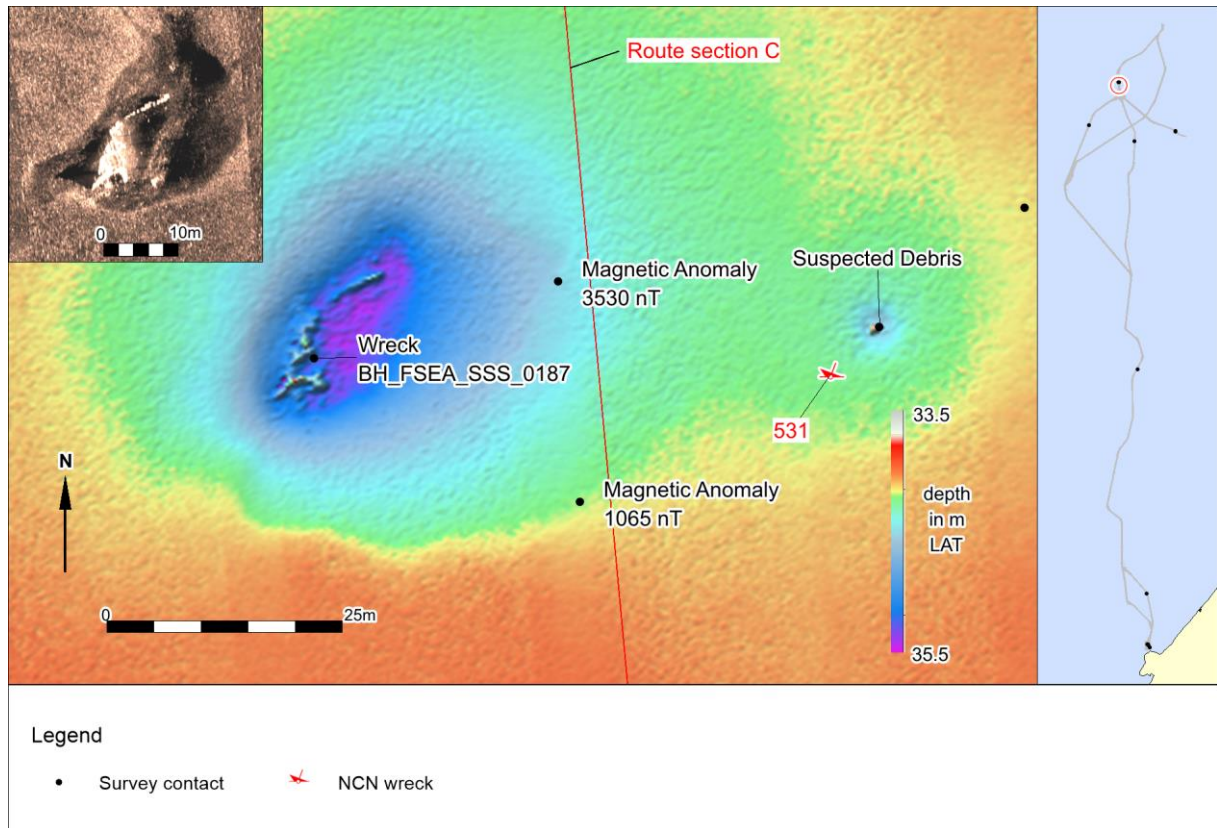 0 10m
Route section C
Magnetic Anomaly
3530 nT
Suspected Debris
Wreck
BH_FSEA_SSS_0187
531
33.5
depth
in m
LAT
35.5
Magnetic Anomaly
1065 nT
N
0 25m
Legend
Survey contact
NCN wreck